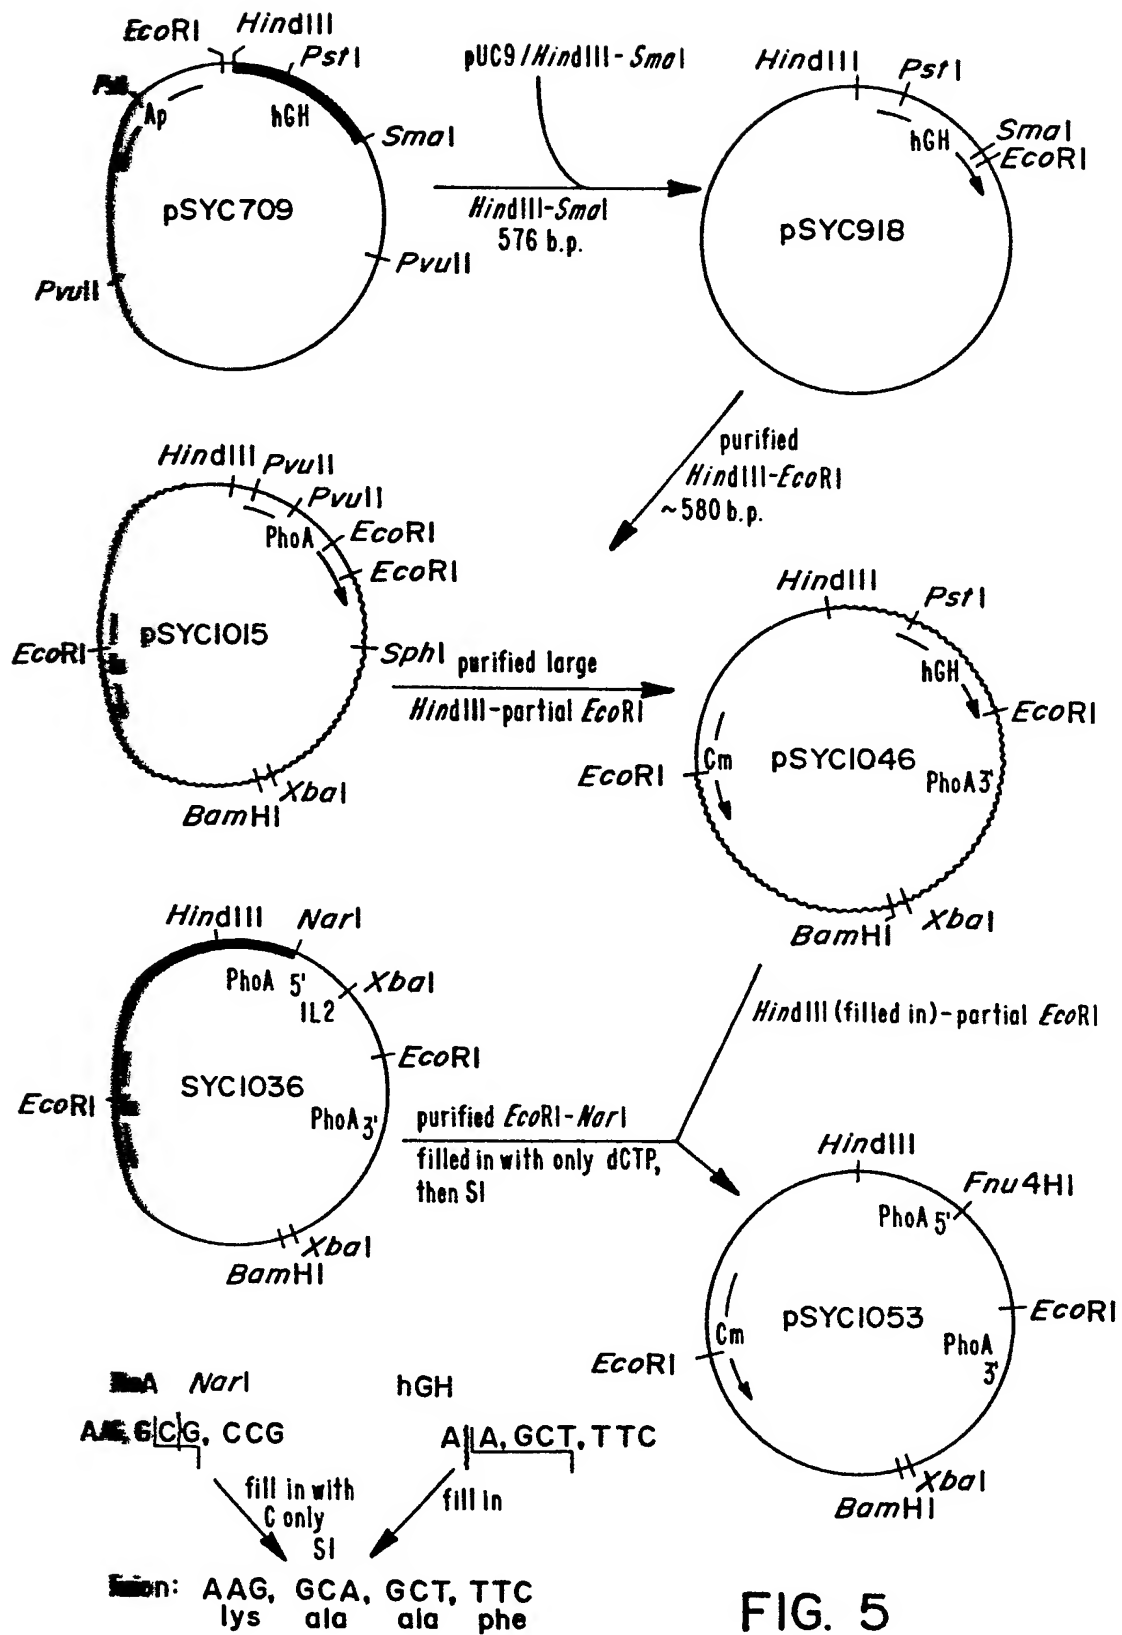 EcoRI
HindIII
PstI
Ap
hGH
SmaI
pSYC709
PvuII
PvuII
pUC9/HindIII-SmaI
HindIII-SmaI
576 b.p.
HindIII
PstI
hGH
SmaI
EcoRI
pSYC918
purified
HindIII-EcoRI
~580 b.p.
HindIII
PvuII
PvuII
PhoA
EcoRI
EcoRI
pSYC1015
EcoRI
SphI
XbaI
BamHI
purified large
HindIII-partial EcoRI
HindIII
PstI
hGH
EcoRI
Cm
pSYC1046
EcoRI
PhoA 3'
XbaI
BamHI
HindIII (filled in)-partial EcoRI
HindIII
NarI
PhoA 5'
IL2
XbaI
EcoRI
SYC1036
EcoRI
PhoA 3'
XbaI
BamHI
purified EcoRI-NarI
filled in with only dCTP,
then S1
HindIII
Fnu4HI
PhoA 5'
EcoRI
pSYC1053
Cm
PhoA
3'
EcoRI
XbaI
BamHI
NarI
hGH
CG, CCG
A A, GCT, TTC
fill in with
C only
S1
fill in
AAG, GCA, GCT, TTC
lys ala ala phe
FIG. 5